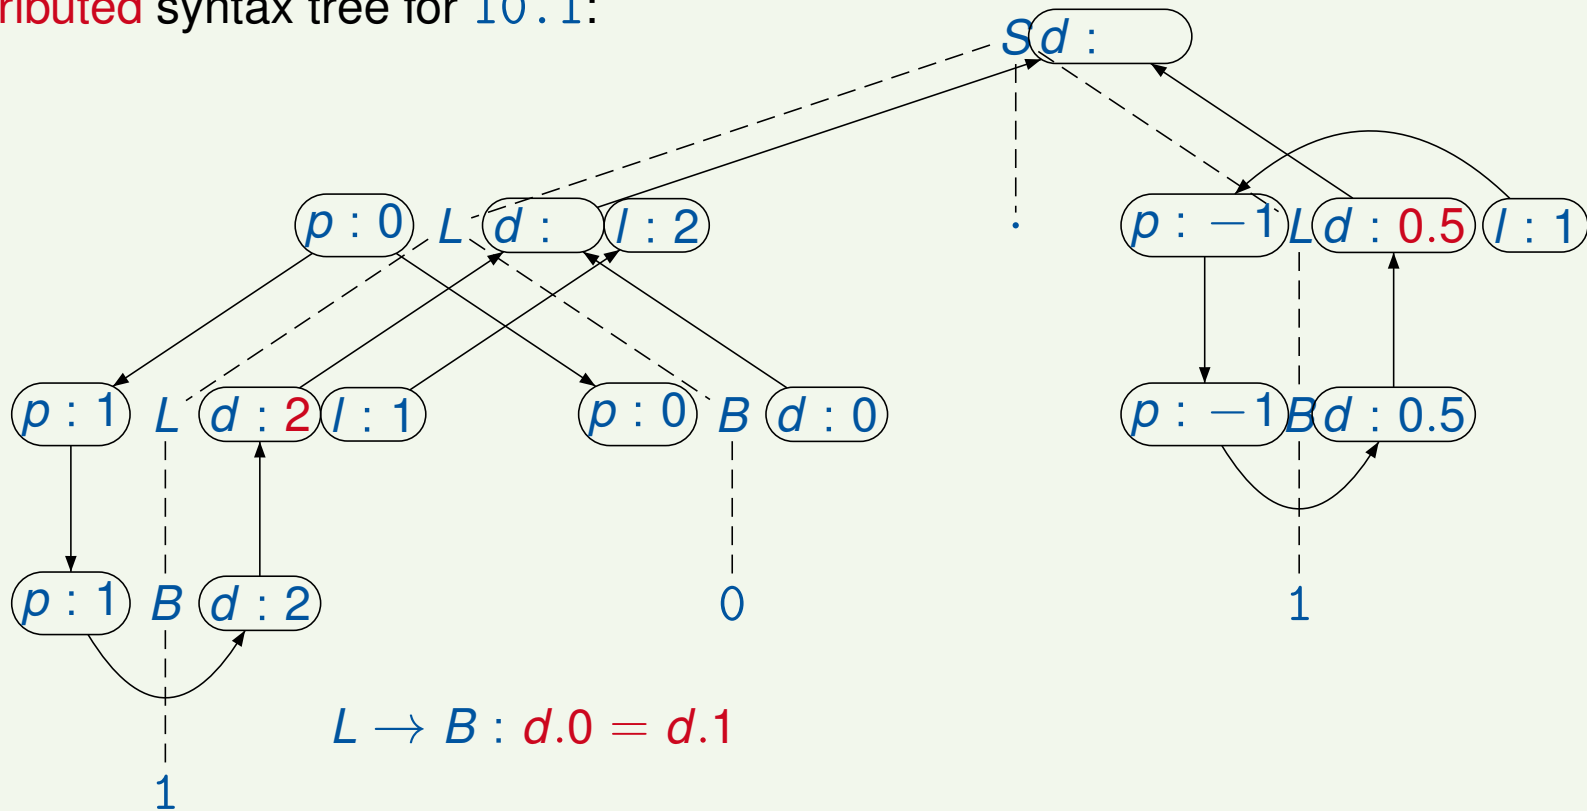 ributed syntax tree for 10.1:
S d :
p : 0 L d : l : 2 . p : −1 L d : 0.5 l : 1
p : 1 L d : 2 l : 1 p : 0 B d : 0 p : −1 B d : 0.5
p : 1 B d : 2 0 1
L → B : d.0 = d.1
1